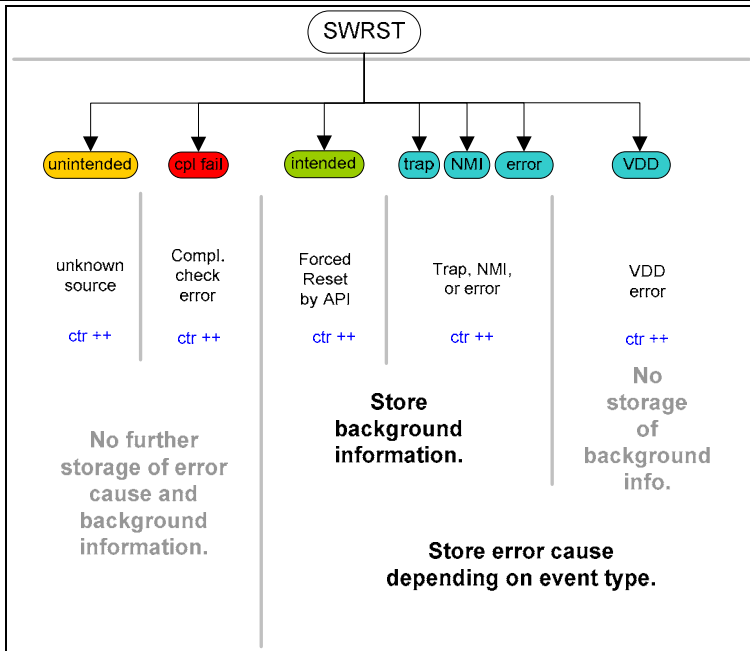 SWRST
unintended
cpl fail
intended
trap
NMI
error
VDD
unknown
source
Compl.
check
error
Forced
Reset
by API
Trap, NMI,
or error
VDD
error
ctr ++
ctr ++
ctr ++
ctr ++
ctr ++
No further
storage of error
cause and
background
information.
Store
background
information.
No
storage
of
background
info.
Store error cause
depending on event type.